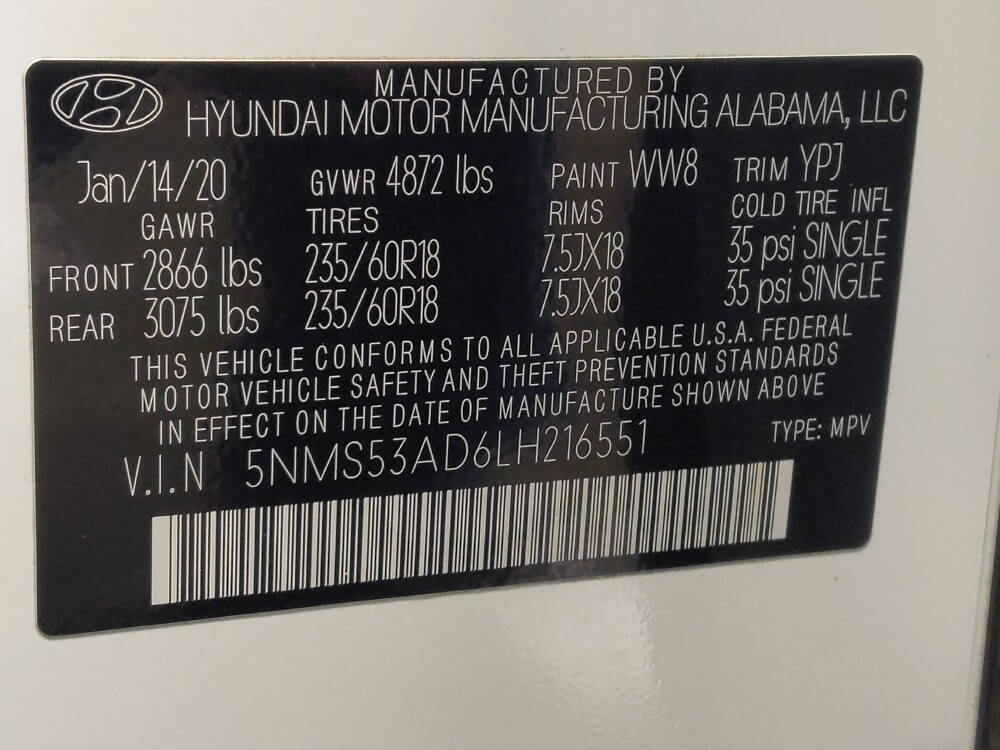 MANUFACTURED BY
HYUNDAI MOTOR MANUFACTURING ALABAMA, LLC
Jan/14/20 GVWR 4872 lbs PAINT WW8 TRIM YPJ
GAWR TIRES RIMS COLD TIRE INFL
FRONT 2866 lbs 235/60R18 7.5JX18 35 psi SINGLE
REAR 3075 lbs 235/60R18 7.5JX18 35 psi SINGLE
THIS VEHICLE CONFORMS TO ALL APPLICABLE U.S.A. FEDERAL
MOTOR VEHICLE SAFETY AND THEFT PREVENTION STANDARDS
IN EFFECT ON THE DATE OF MANUFACTURE SHOWN ABOVE
V.I.N 5NMS53AD6LH216551 TYPE: MPV